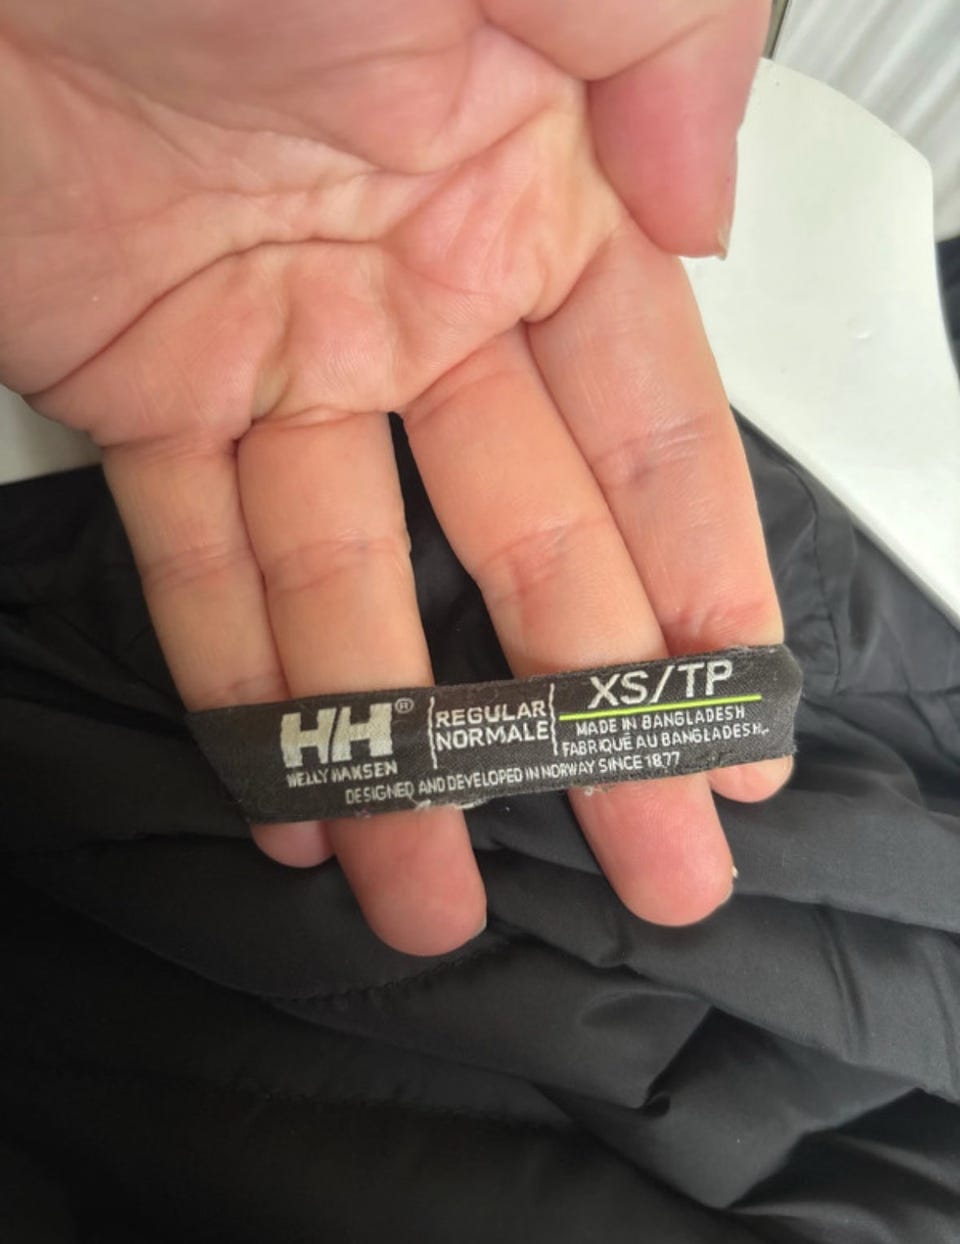 HH®
HELLY HANSEN
REGULAR
NORMALE
XS/TP
MADE IN BANGLADESH
FABRIQUÉ AU BANGLADESH
DESIGNED AND DEVELOPED IN NORWAY SINCE 1877